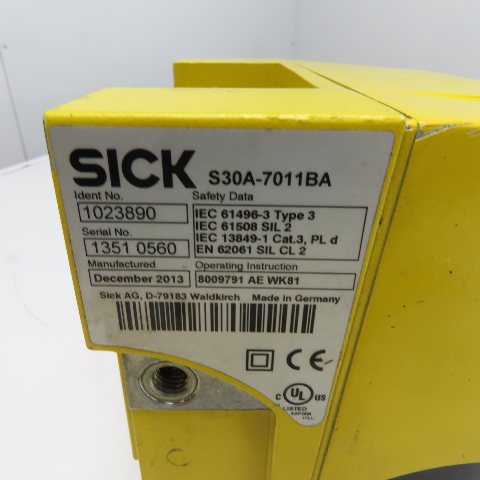 SICK S30A-7011BA
Ident No. Safety Data
1023890 IEC 61496-3 Type 3
IEC 61508 SIL 2
Serial No. IEC 13849-1 Cat.3, PL d
1351 0560 EN 62061 SIL CL 2
Manufactured Operating Instruction
December 2013 8009791 AE WK81
Sick AG, D-79183 Waldkirch Made in Germany
CE
C UL US
LISTED